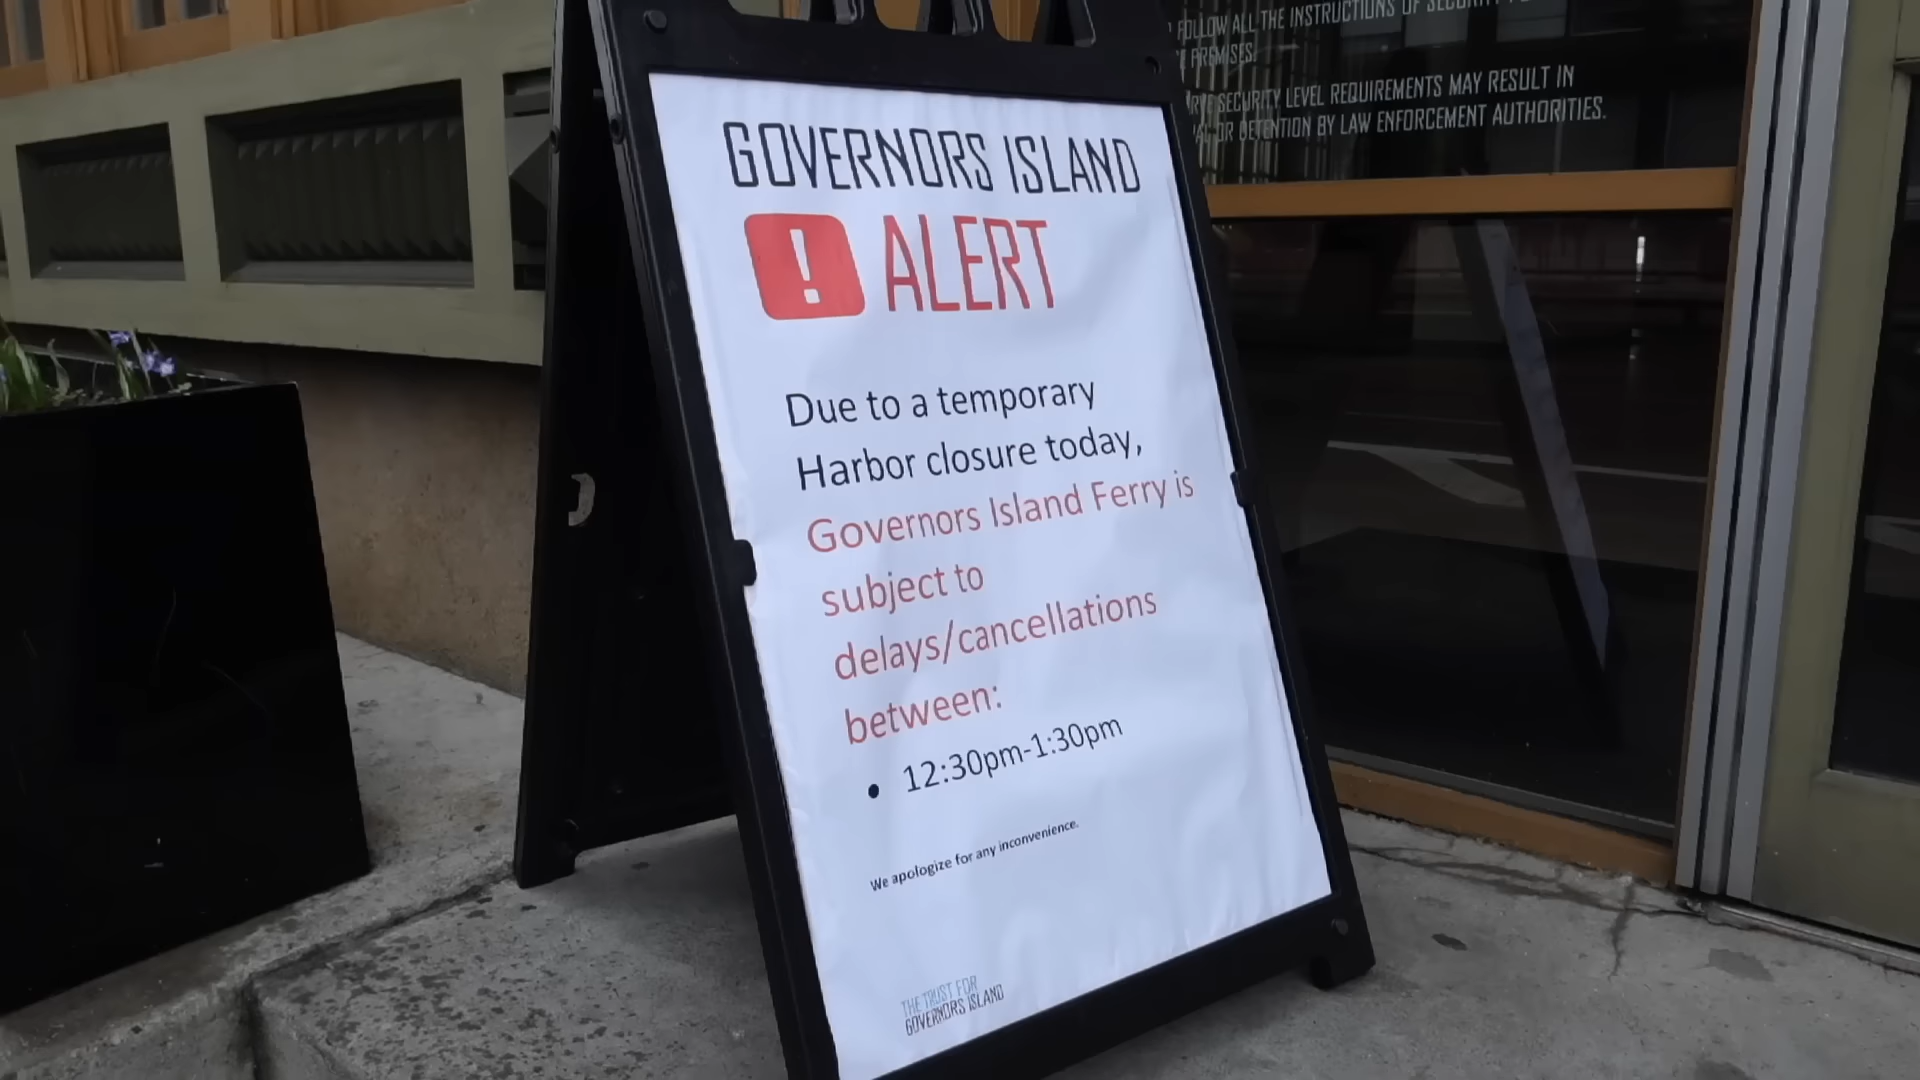 GOVERNORS ISLAND
! ALERT
Due to a temporary
Harbor closure today,
Governors Island Ferry is
subject to
delays/cancellations
between:
• 12:30pm-1:30pm
We apologize for any inconvenience.
THE TRUST FOR
GOVERNORS ISLAND
FOLLOW ALL THE INSTRUCTIONS OF
PREMISES.
SECURITY LEVEL REQUIREMENTS MAY RESULT IN
OR DETENTION BY LAW ENFORCEMENT AUTHORITIES.